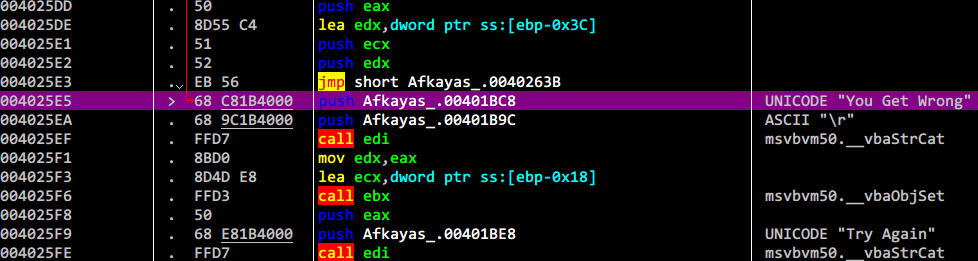 004025DD . 50 push eax
004025DE . 8D55 C4 lea edx,dword ptr ss:[ebp-0x3C]
004025E1 . 51 push ecx
004025E2 . 52 push edx
004025E3 . EB 56 jmp short Afkayas_.0040263B
004025E5 > 68 C81B4000 push Afkayas_.00401BC8 UNICODE "You Get Wrong"
004025EA . 68 9C1B4000 push Afkayas_.00401B9C ASCII "\r"
004025EF . FFD7 call edi msvbvm50.__vbaStrCat
004025F1 . 8BD0 mov edx,eax
004025F3 . 8D4D E8 lea ecx,dword ptr ss:[ebp-0x18]
004025F6 . FFD3 call ebx msvbvm50.__vbaObjSet
004025F8 . 50 push eax
004025F9 . 68 E81B4000 push Afkayas_.00401BE8 UNICODE "Try Again"
004025FE . FFD7 call edi msvbvm50.__vbaStrCat